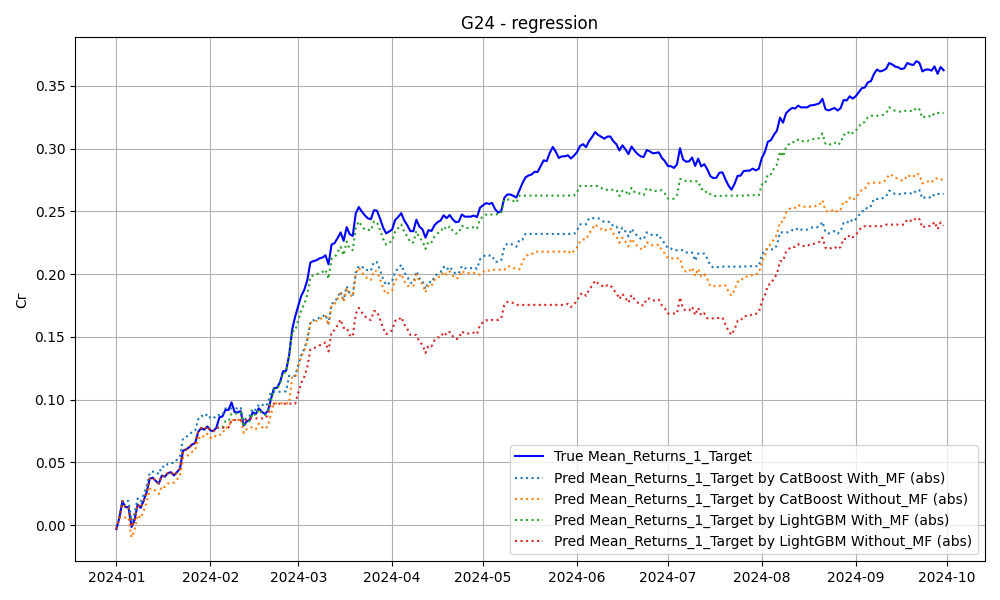 G24 - regression
Cr
0.35
0.30
0.25
0.20
0.15
0.10
0.05
0.00
True Mean_Returns_1_Target
Pred Mean_Returns_1_Target by CatBoost With_MF (abs)
Pred Mean_Returns_1_Target by CatBoost Without_MF (abs)
Pred Mean_Returns_1_Target by LightGBM With_MF (abs)
Pred Mean_Returns_1_Target by LightGBM Without_MF (abs)
2024-01 2024-02 2024-03 2024-04 2024-05 2024-06 2024-07 2024-08 2024-09 2024-10